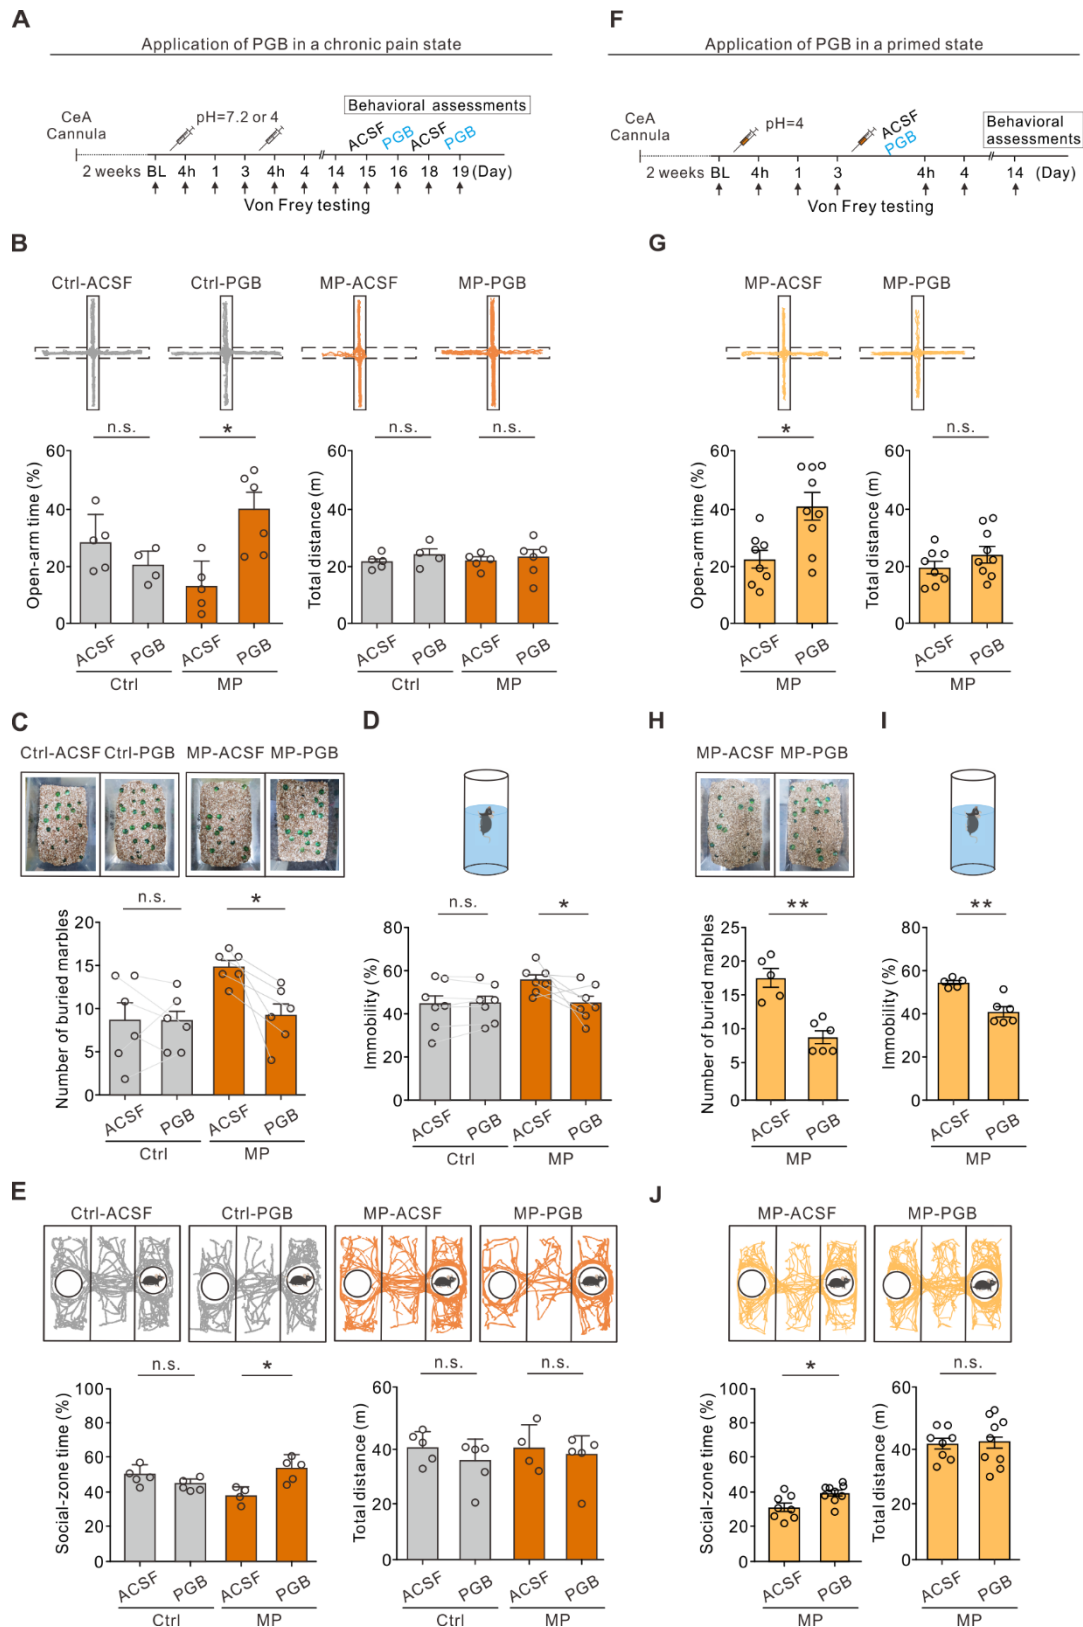 A
Application of PGB in a chronic pain state
CeA
Cannula
pH=7.2 or 4
Behavioral assessments
ACSF PGB ACSF PGB
2 weeks BL 4h 1 3 4h 4 14 15 16 18 19 (Day)
Von Frey testing
F
Application of PGB in a primed state
CeA
Cannula
pH=4
ACSF
PGB
Behavioral
assessments
2 weeks BL 4h 1 3 4h 4 14 (Day)
Von Frey testing
B
Ctrl-ACSF Ctrl-PGB MP-ACSF MP-PGB
n.s. *
Open-arm time (%)
60
40
20
0
ACSF PGB ACSF PGB
Ctrl MP
n.s. n.s.
Total distance (m)
60
40
20
0
ACSF PGB ACSF PGB
Ctrl MP
G
MP-ACSF MP-PGB
*
Open-arm time (%)
60
40
20
0
ACSF PGB
MP
n.s.
Total distance (m)
60
40
20
0
ACSF PGB
MP
C
Ctrl-ACSF Ctrl-PGB MP-ACSF MP-PGB
n.s. *
Number of buried marbles
20
15
10
5
0
ACSF PGB ACSF PGB
Ctrl MP
D
n.s. *
Immobility (%)
80
60
40
20
0
ACSF PGB ACSF PGB
Ctrl MP
H
MP-ACSF MP-PGB
**
Number of buried marbles
25
20
15
10
5
0
ACSF PGB
MP
I
**
Immobility (%)
80
60
40
20
0
ACSF PGB
MP
E
Ctrl-ACSF Ctrl-PGB MP-ACSF MP-PGB
n.s. *
Social-zone time (%)
100
80
60
40
20
0
ACSF PGB ACSF PGB
Ctrl MP
n.s. n.s.
Total distance (m)
60
40
20
0
ACSF PGB ACSF PGB
Ctrl MP
J
MP-ACSF MP-PGB
*
Social-zone time (%)
100
80
60
40
20
0
ACSF PGB
MP
n.s.
Total distance (m)
60
40
20
0
ACSF PGB
MP